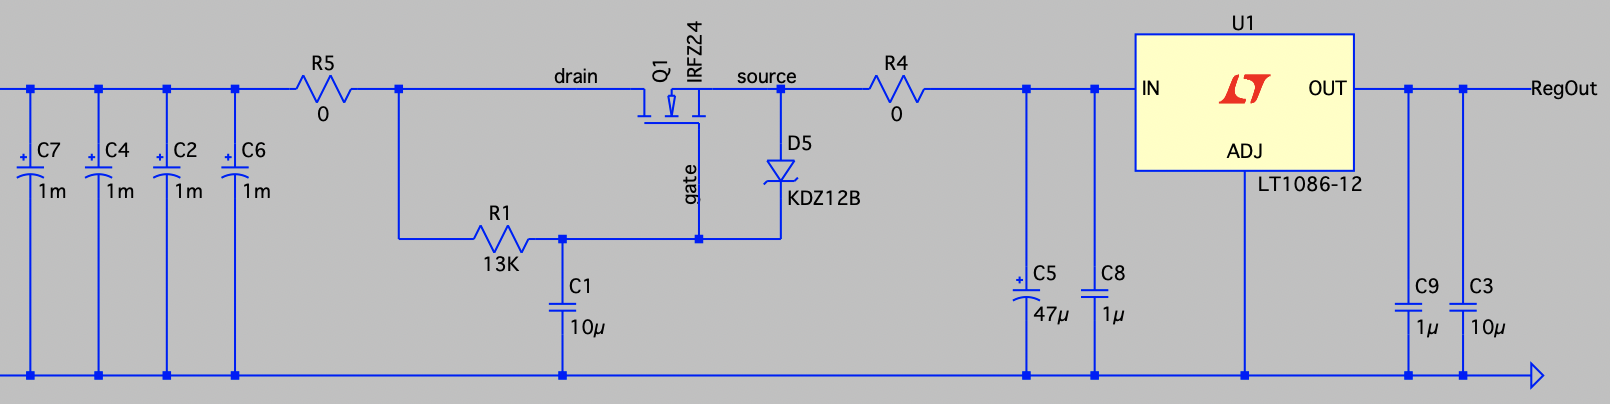 U1
R5
0
drain
Q1
IRFZ24
source
R4
0
IN
OUT
ADJ
LT1086-12
RegOut
C7
1m
C4
1m
C2
1m
C6
1m
gate
D5
KDZ12B
R1
13K
C1
10µ
C5
47µ
C8
1µ
C9
1µ
C3
10µ